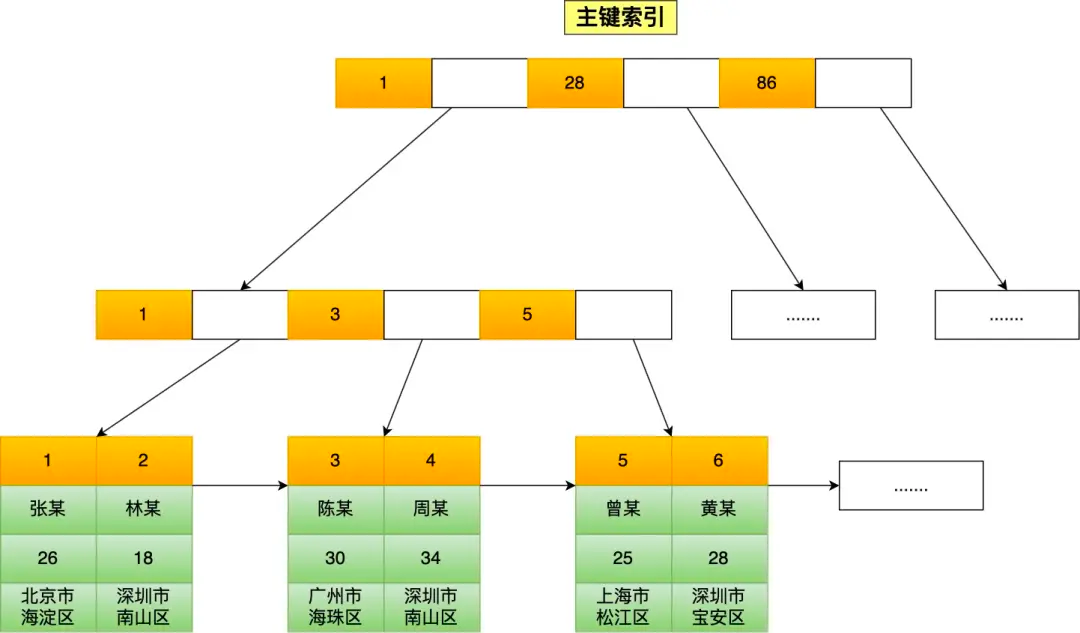 主键索引
1 28 86
1 3 5 ....... .......
1 2 3 4 5 6
.......
张某 林某 陈某 周某 曾某 黄某
26 18 30 34 25 28
北京市 深圳市 广州市 深圳市 上海市 深圳市
海淀区 南山区 海珠区 南山区 松江区 宝安区